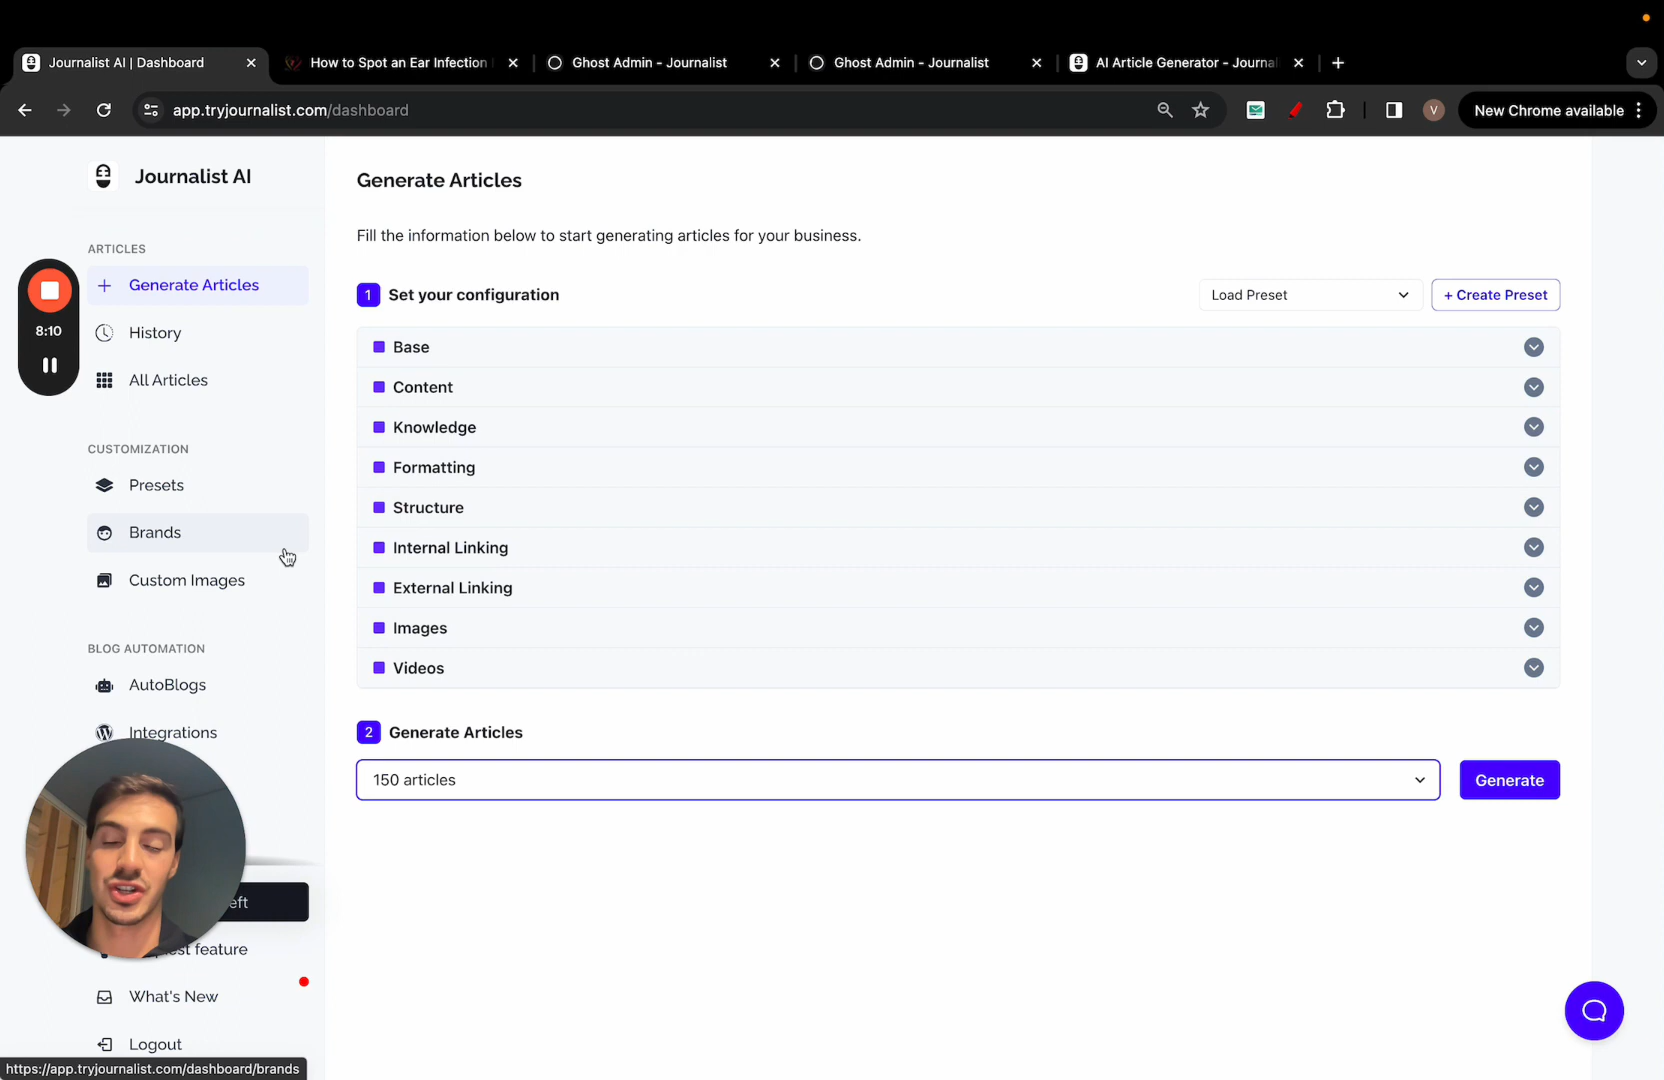 Journalist AI | Dashboard
How to Spot an Ear Infection
Ghost Admin - Journalist
Ghost Admin - Journalist
AI Article Generator - Journal
app.tryjournalist.com/dashboard
V
New Chrome available
Journalist AI
ARTICLES
Generate Articles
8:10
History
All Articles
CUSTOMIZATION
Presets
Brands
Custom Images
BLOG AUTOMATION
AutoBlogs
Integrations
eft
st feature
What's New
Logout
https://app.tryjournalist.com/dashboard/brands
Generate Articles
Fill the information below to start generating articles for your business.
1 Set your configuration
Load Preset
+ Create Preset
Base
Content
Knowledge
Formatting
Structure
Internal Linking
External Linking
Images
Videos
2 Generate Articles
150 articles
Generate